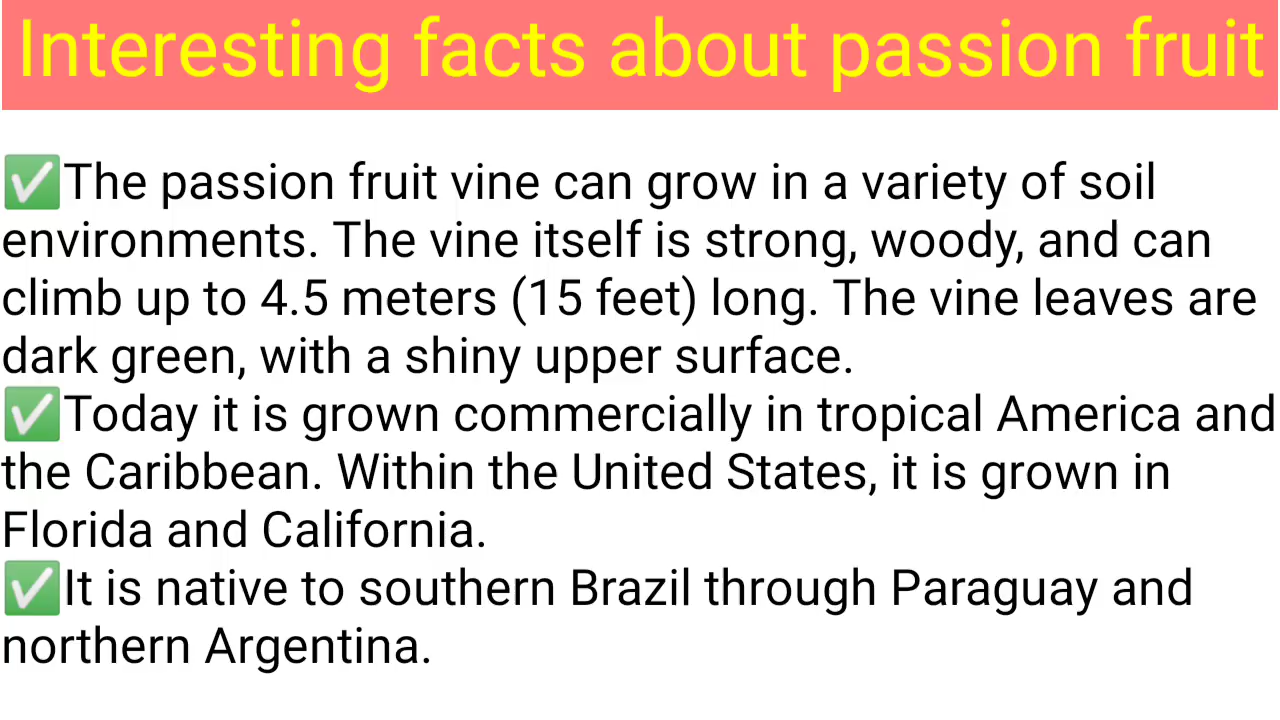 Interesting facts about passion fruit
✅The passion fruit vine can grow in a variety of soil
environments. The vine itself is strong, woody, and can
climb up to 4.5 meters (15 feet) long. The vine leaves are
dark green, with a shiny upper surface.
✅Today it is grown commercially in tropical America and
the Caribbean. Within the United States, it is grown in
Florida and California.
✅It is native to southern Brazil through Paraguay and
northern Argentina.